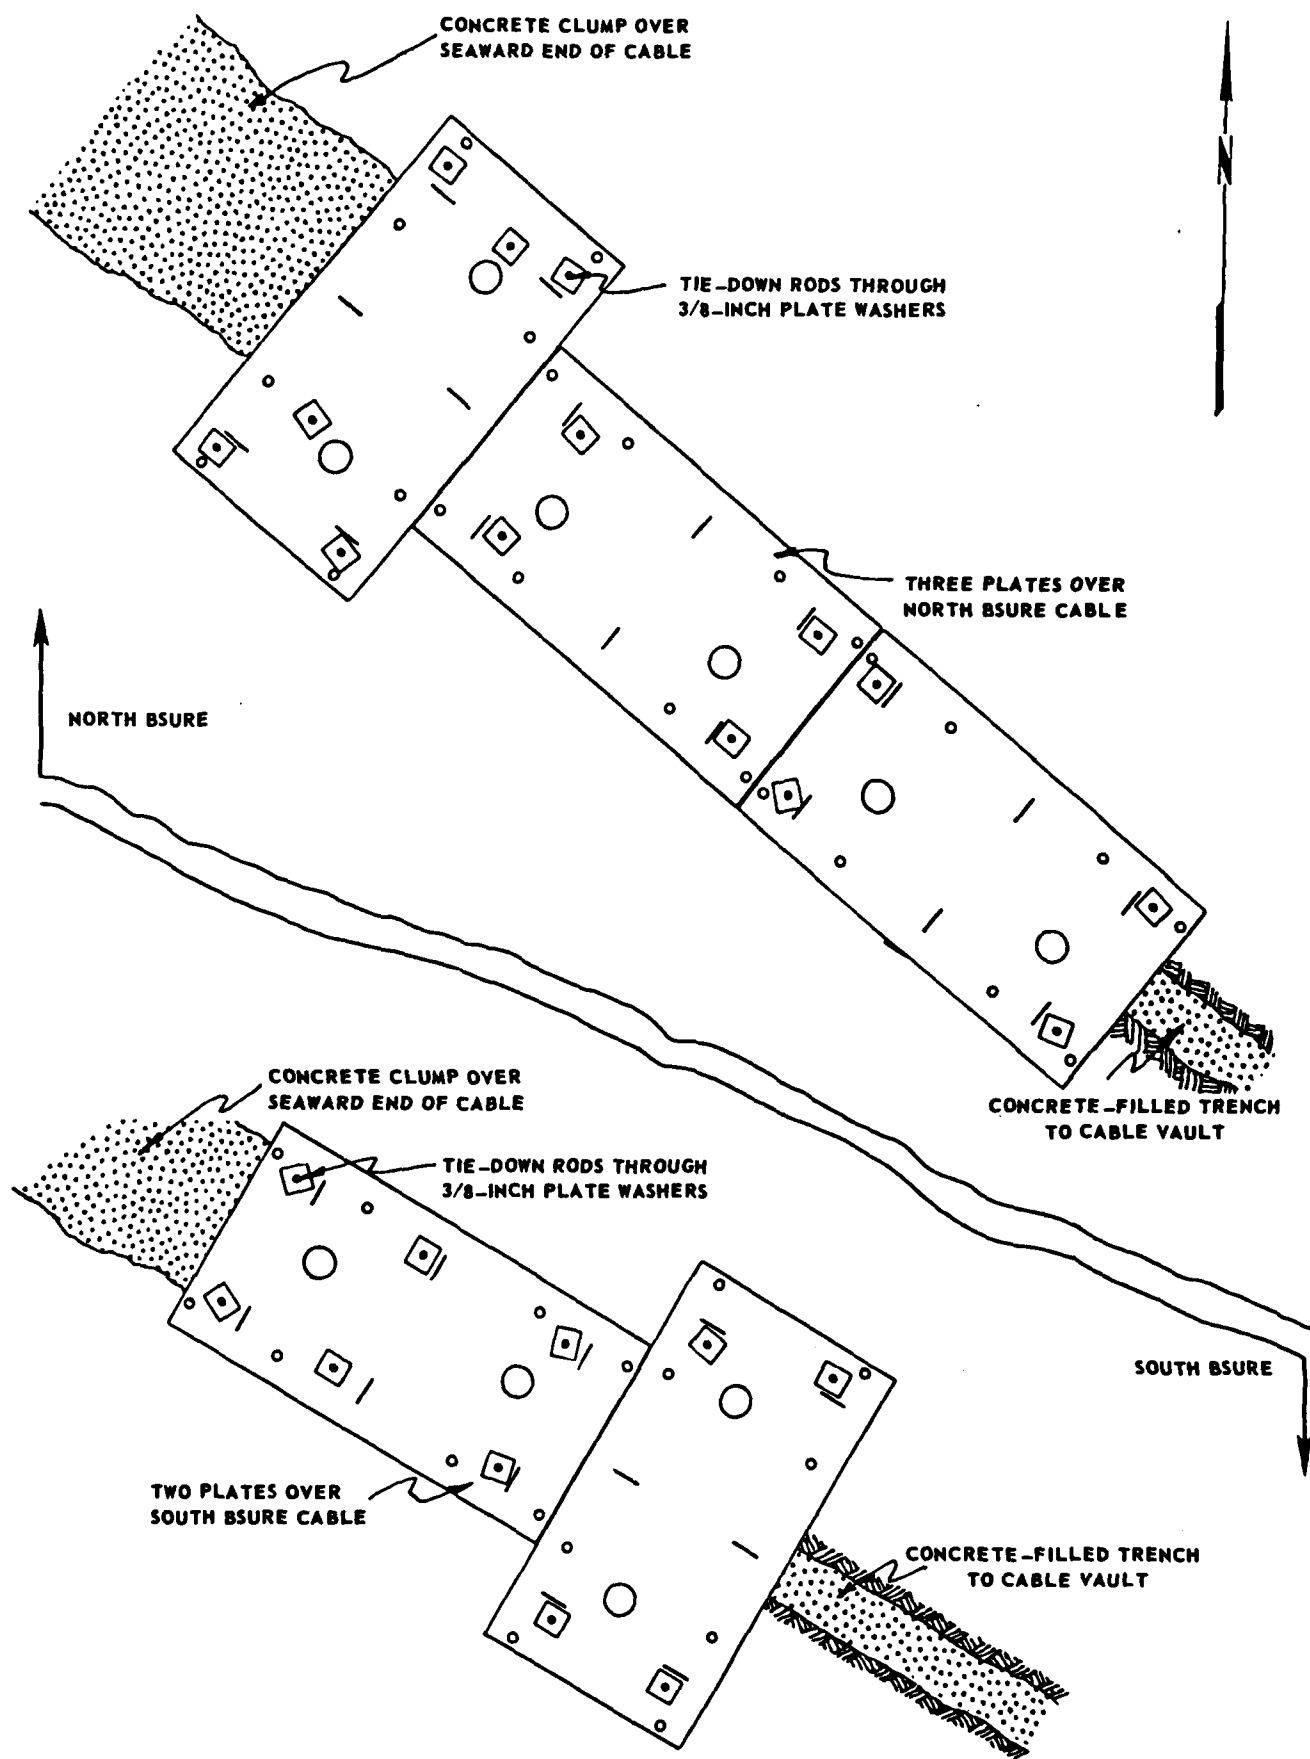 CONCRETE CLUMP OVER
SEAWARD END OF CABLE
N
TIE-DOWN RODS THROUGH
3/8-INCH PLATE WASHERS
THREE PLATES OVER
NORTH BSURE CABLE
NORTH BSURE
CONCRETE CLUMP OVER
SEAWARD END OF CABLE
CONCRETE-FILLED TRENCH
TO CABLE VAULT
TIE-DOWN RODS THROUGH
3/8-INCH PLATE WASHERS
SOUTH BSURE
TWO PLATES OVER
SOUTH BSURE CABLE
CONCRETE-FILLED TRENCH
TO CABLE VAULT